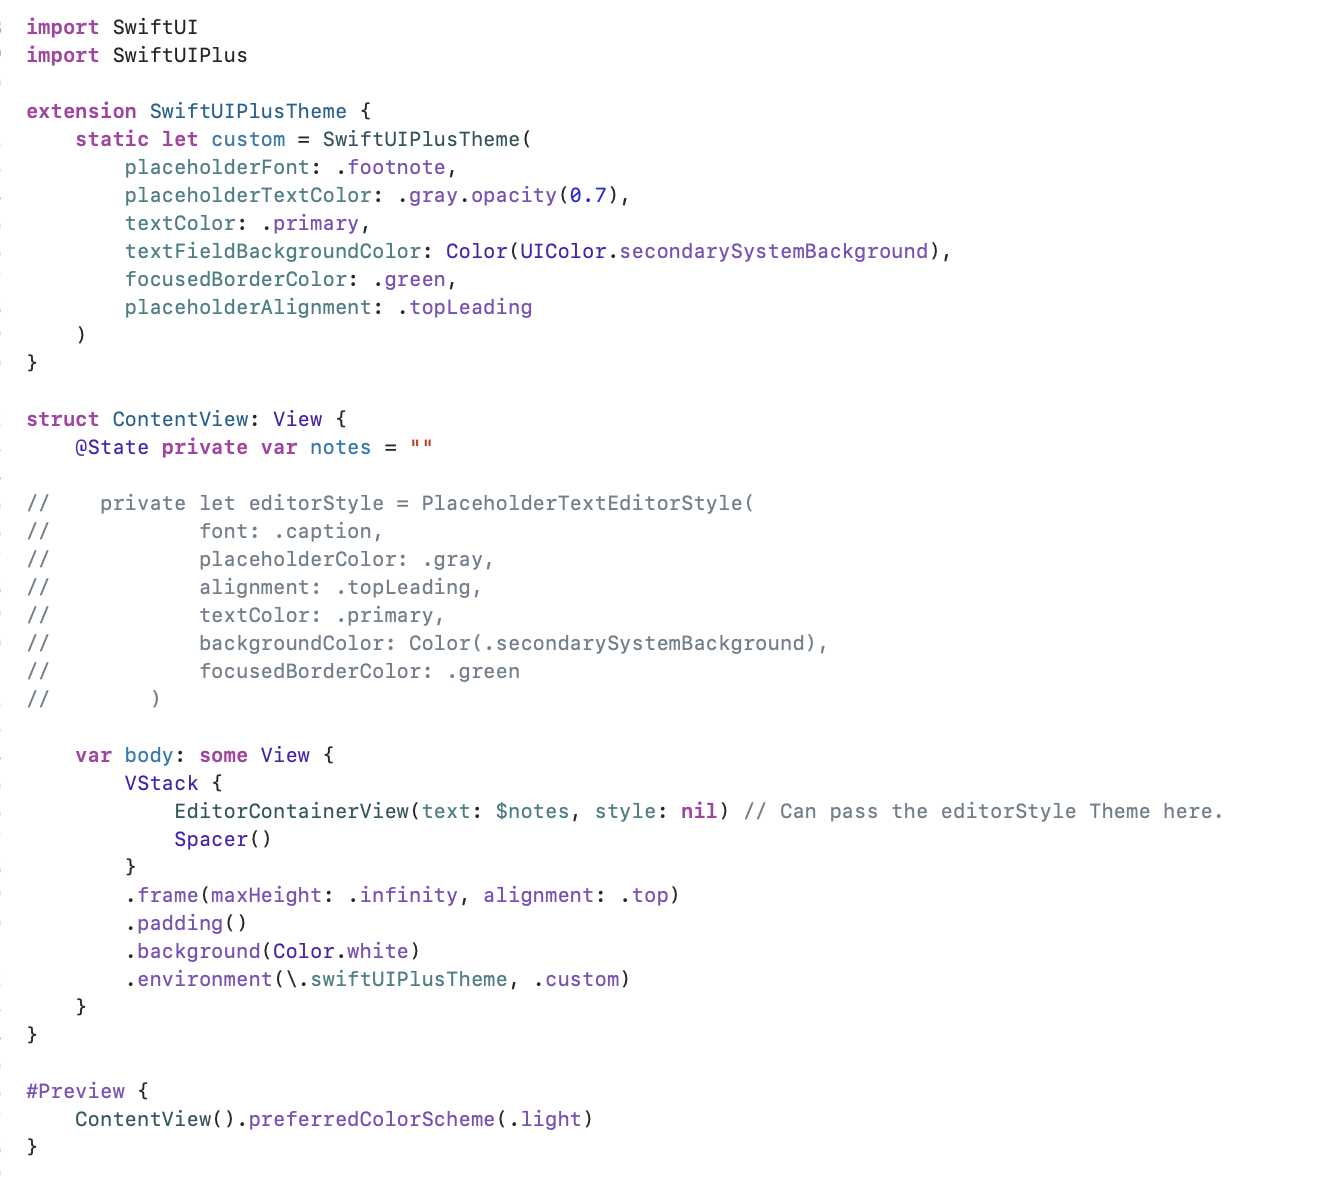 import SwiftUI
import SwiftUIPlus
extension SwiftUIPlusTheme {
    static let custom = SwiftUIPlusTheme(
        placeholderFont: .footnote,
        placeholderTextColor: .gray.opacity(0.7),
        textColor: .primary,
        textFieldBackgroundColor: Color(UIColor.secondarySystemBackground),
        focusedBorderColor: .green,
        placeholderAlignment: .topLeading
    )
}
struct ContentView: View {
    @State private var notes = ""
//    private let editorStyle = PlaceholderTextEditorStyle(
//            font: .caption,
//            placeholderColor: .gray,
//            alignment: .topLeading,
//            textColor: .primary,
//            backgroundColor: Color(.secondarySystemBackground),
//            focusedBorderColor: .green
//        )
    var body: some View {
        VStack {
            EditorContainerView(text: $notes, style: nil) // Can pass the editorStyle Theme here.
            Spacer()
        }
        .frame(maxHeight: .infinity, alignment: .top)
        .padding()
        .background(Color.white)
        .environment(\.swiftUIPlusTheme, .custom)
    }
}
#Preview {
    ContentView().preferredColorScheme(.light)
}